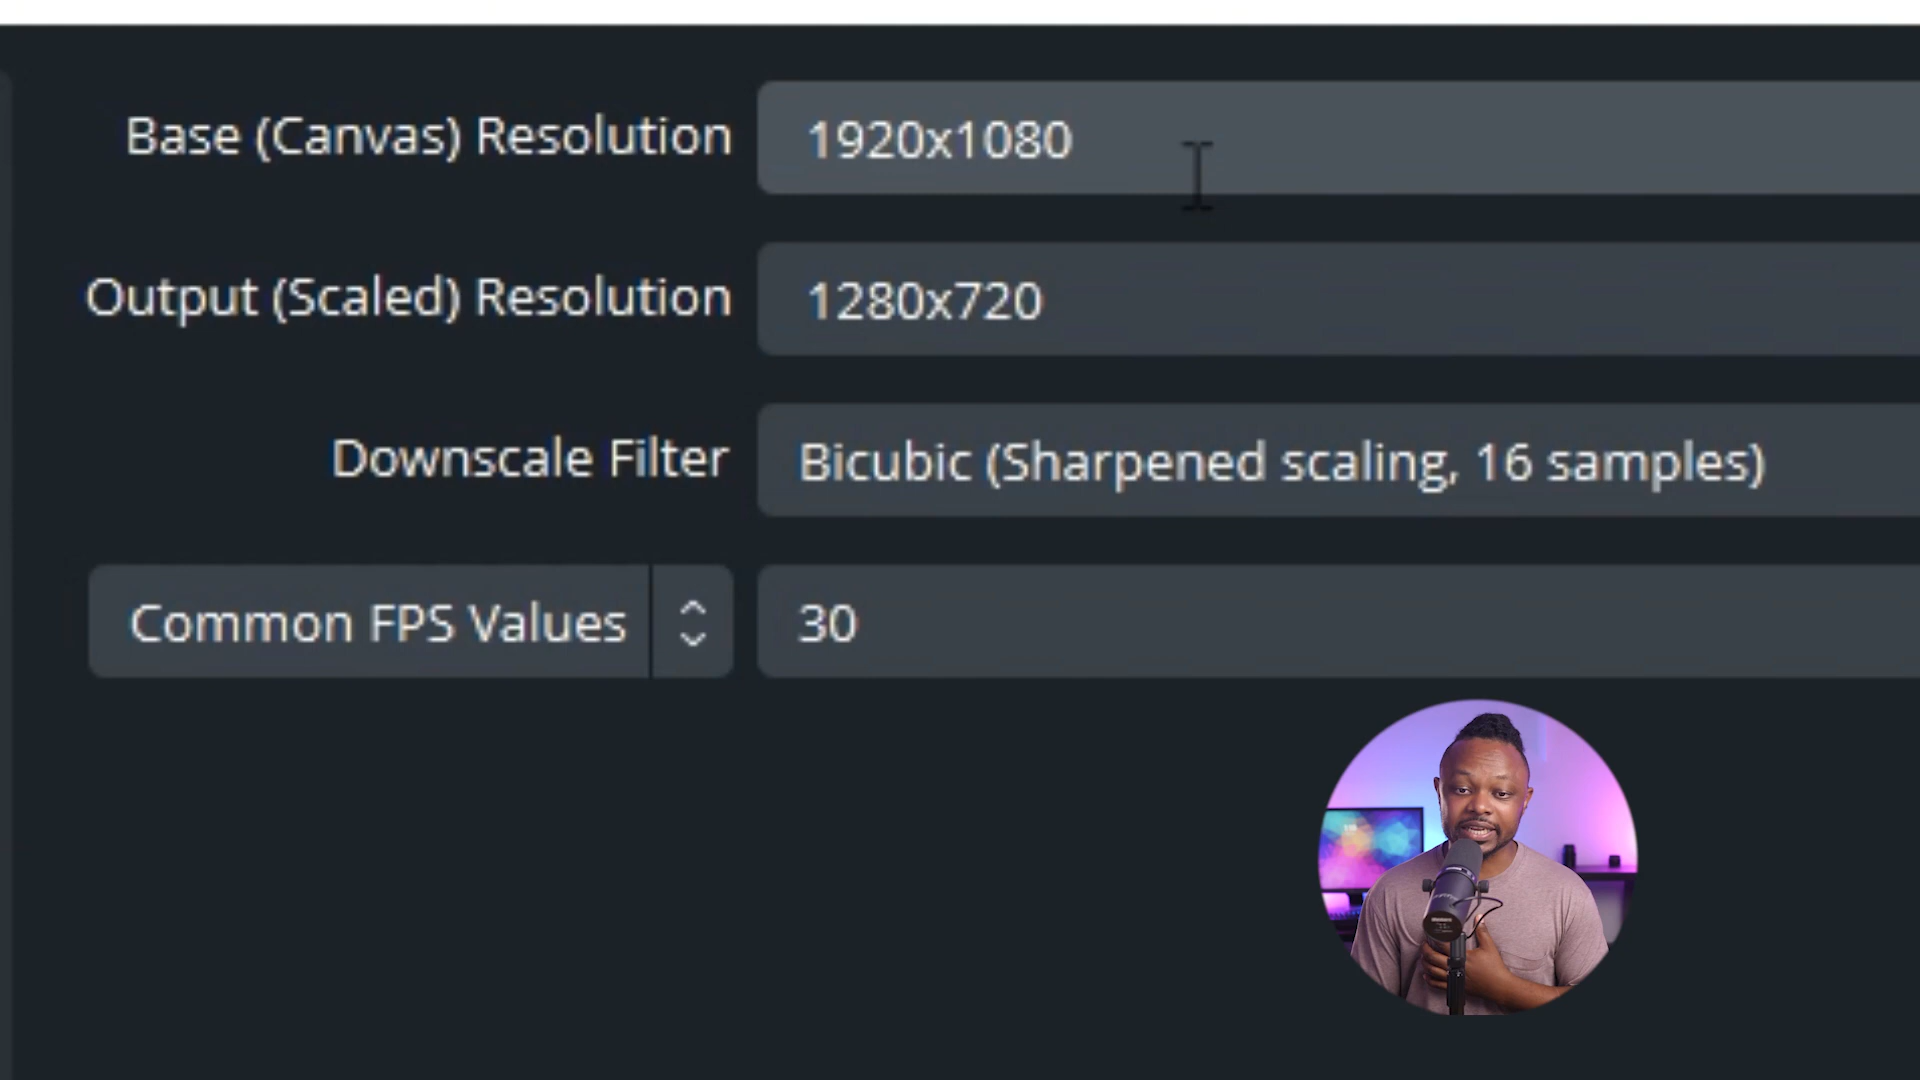 Base (Canvas) Resolution 1920x1080
Output (Scaled) Resolution 1280x720
Downscale Filter Bicubic (Sharpened scaling, 16 samples)
Common FPS Values 30